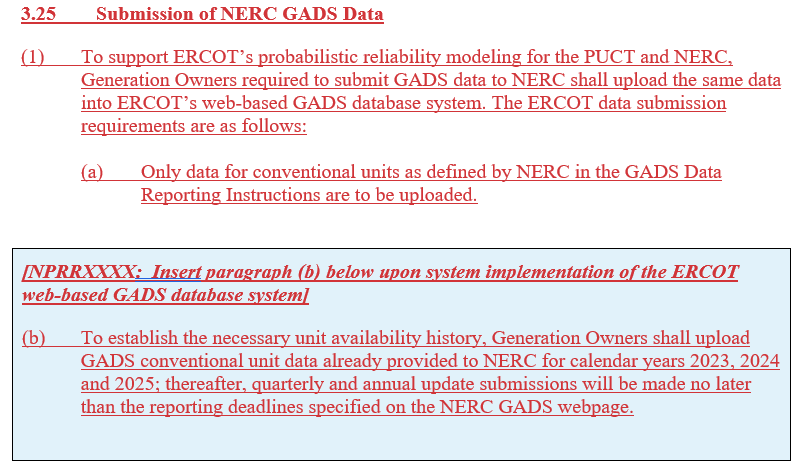 3.25 Submission of NERC GADS Data
(1) To support ERCOT’s probabilistic reliability modeling for the PUCT and NERC,
Generation Owners required to submit GADS data to NERC shall upload the same data
into ERCOT’s web-based GADS database system. The ERCOT data submission
requirements are as follows:
(a) Only data for conventional units as defined by NERC in the GADS Data
Reporting Instructions are to be uploaded.
[NPRRXXXX: Insert paragraph (b) below upon system implementation of the ERCOT
web-based GADS database system]
(b) To establish the necessary unit availability history, Generation Owners shall upload
GADS conventional unit data already provided to NERC for calendar years 2023, 2024
and 2025; thereafter, quarterly and annual update submissions will be made no later
than the reporting deadlines specified on the NERC GADS webpage.